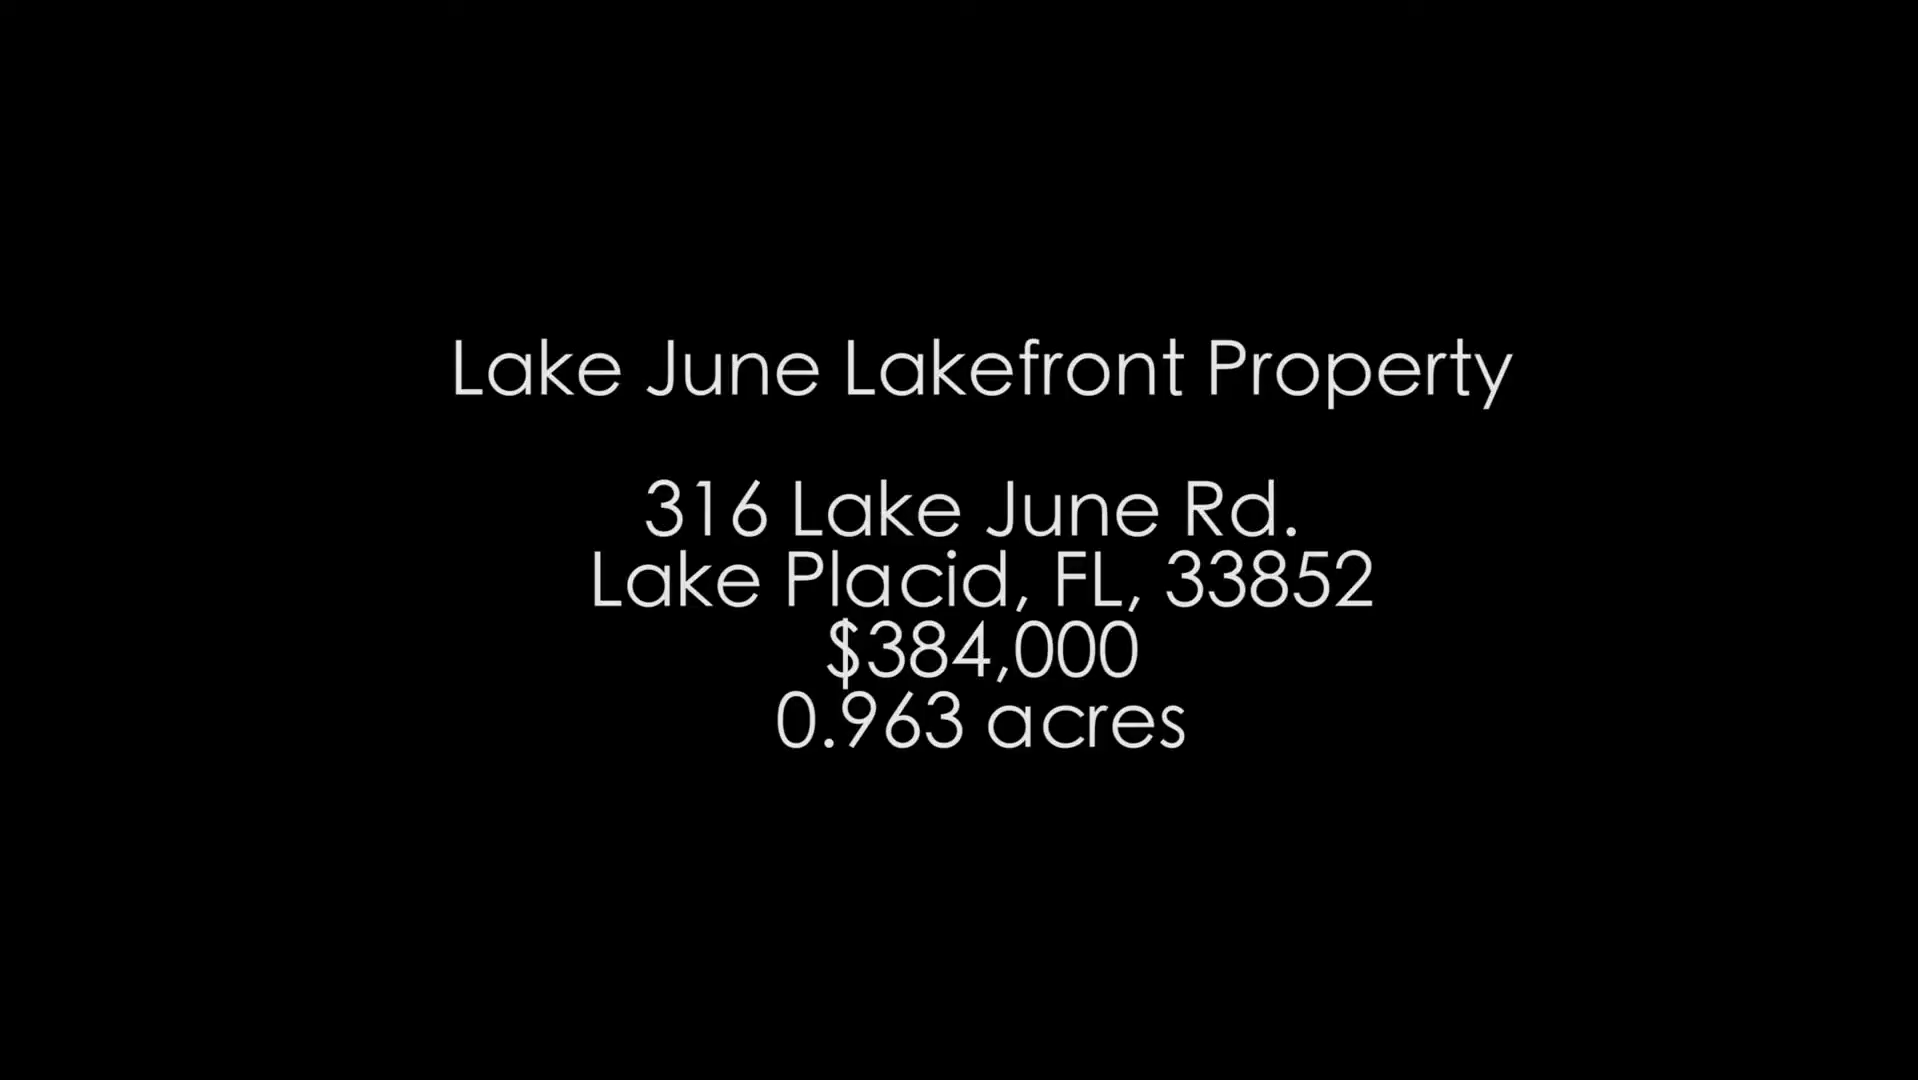 Lake June Lakefront Property
316 Lake June Rd.
Lake Placid, FL, 33852
$384,000
0.963 acres